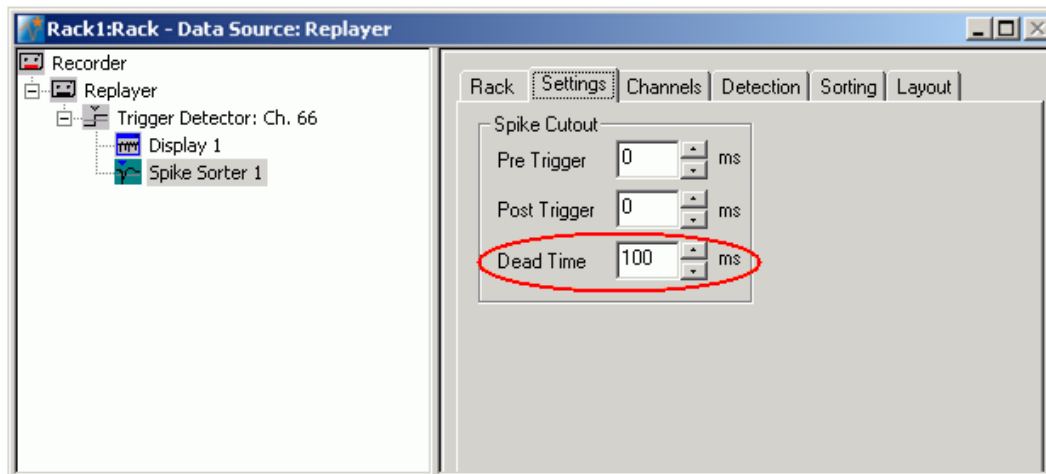 Rack1:Rack - Data Source: Replayer
Recorder
Replayer
Trigger Detector: Ch. 66
Display 1
Spike Sorter 1
Rack Settings Channels Detection Sorting Layout
Spike Cutout
Pre Trigger 0 ms
Post Trigger 0 ms
Dead Time 100 ms